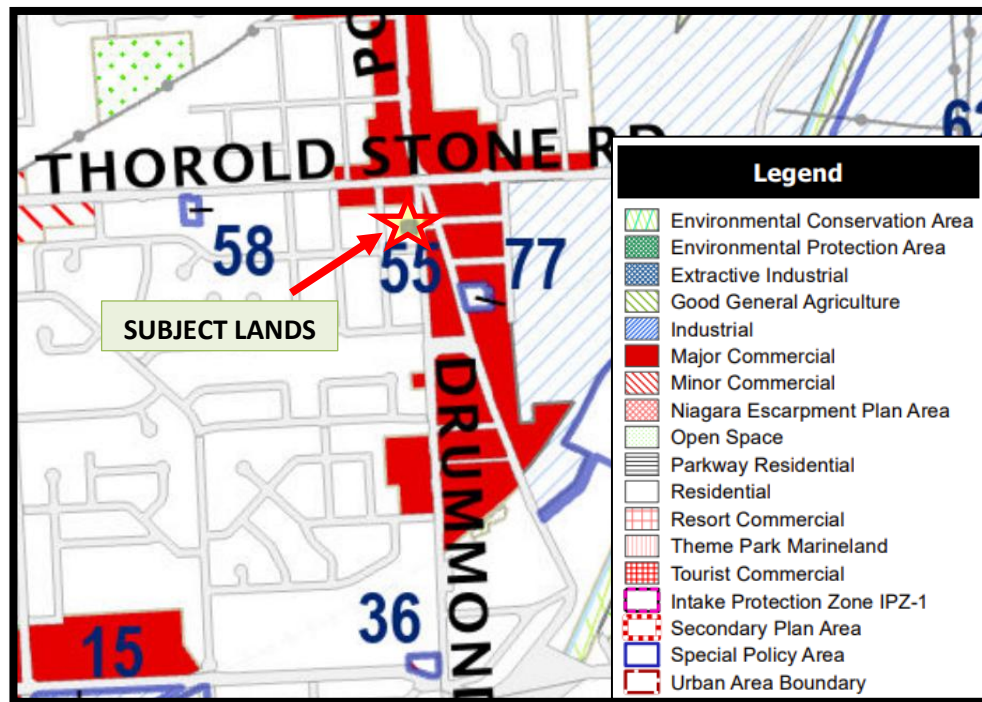 PO
THOROLD STONE RD
Legend
58
55
77
SUBJECT LANDS
DRUMMOND
36
15
Environmental Conservation Area
Environmental Protection Area
Extractive Industrial
Good General Agriculture
Industrial
Major Commercial
Minor Commercial
Niagara Escarpment Plan Area
Open Space
Parkway Residential
Residential
Resort Commercial
Theme Park Marineland
Tourist Commercial
Intake Protection Zone IPZ-1
Secondary Plan Area
Special Policy Area
Urban Area Boundary